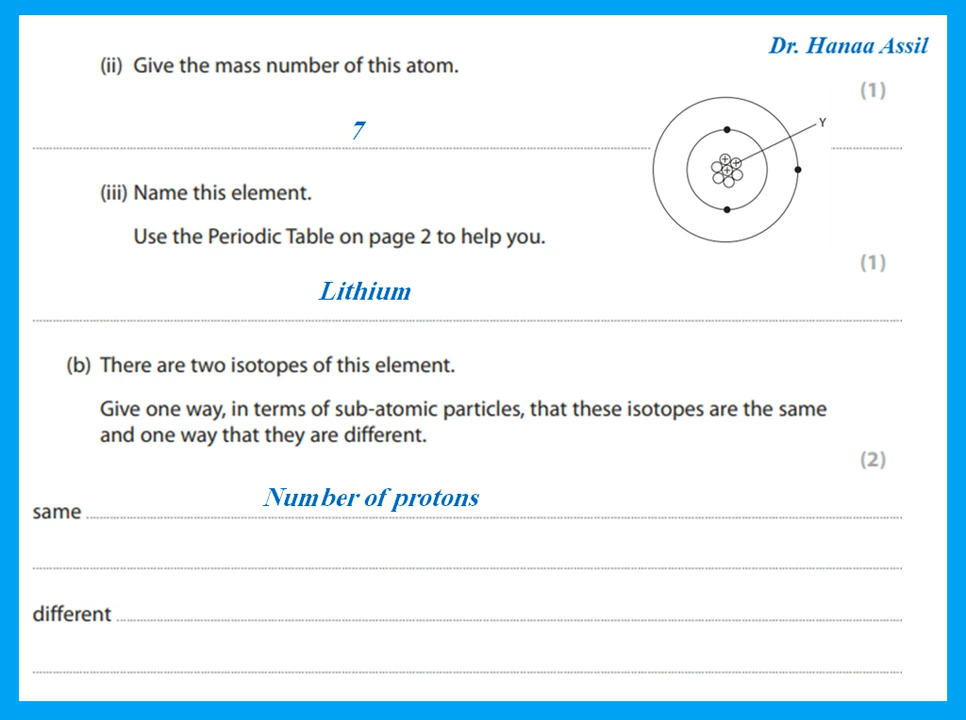 Dr. Hanaa Assil
(ii) Give the mass number of this atom.
(1)
7
Y
(iii) Name this element.
Use the Periodic Table on page 2 to help you.
(1)
Lithium
(b) There are two isotopes of this element.
Give one way, in terms of sub-atomic particles, that these isotopes are the same
and one way that they are different.
(2)
Number of protons
same
different